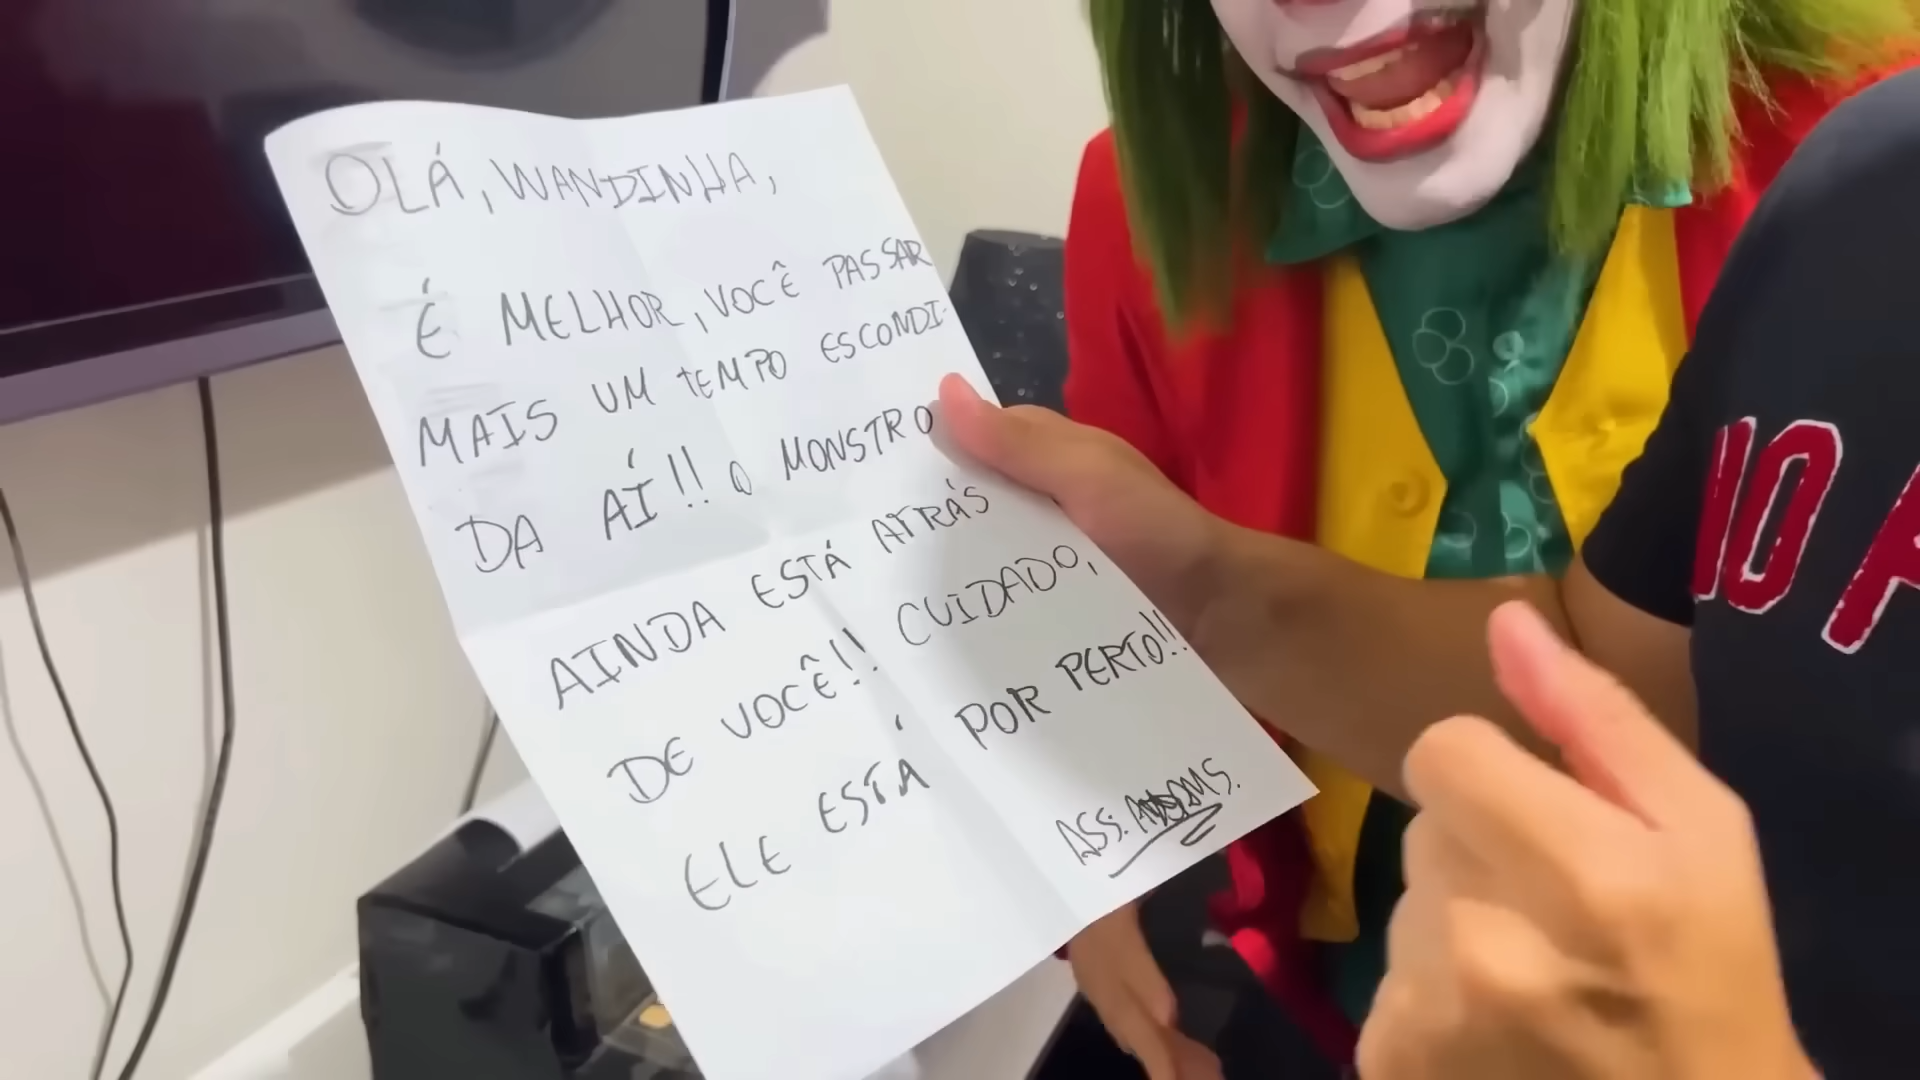 OLÁ, WANDINHA,
É MELHOR, VOCÊ PASSAR
MAIS UM TEMPO ESCONDI-
DA AÍ!! O MONSTRO
AINDA ESTÁ ATRÁS
DE VOCÊ!! CUIDADO,
ELE ESTÁ POR PERTO!!
ASS: